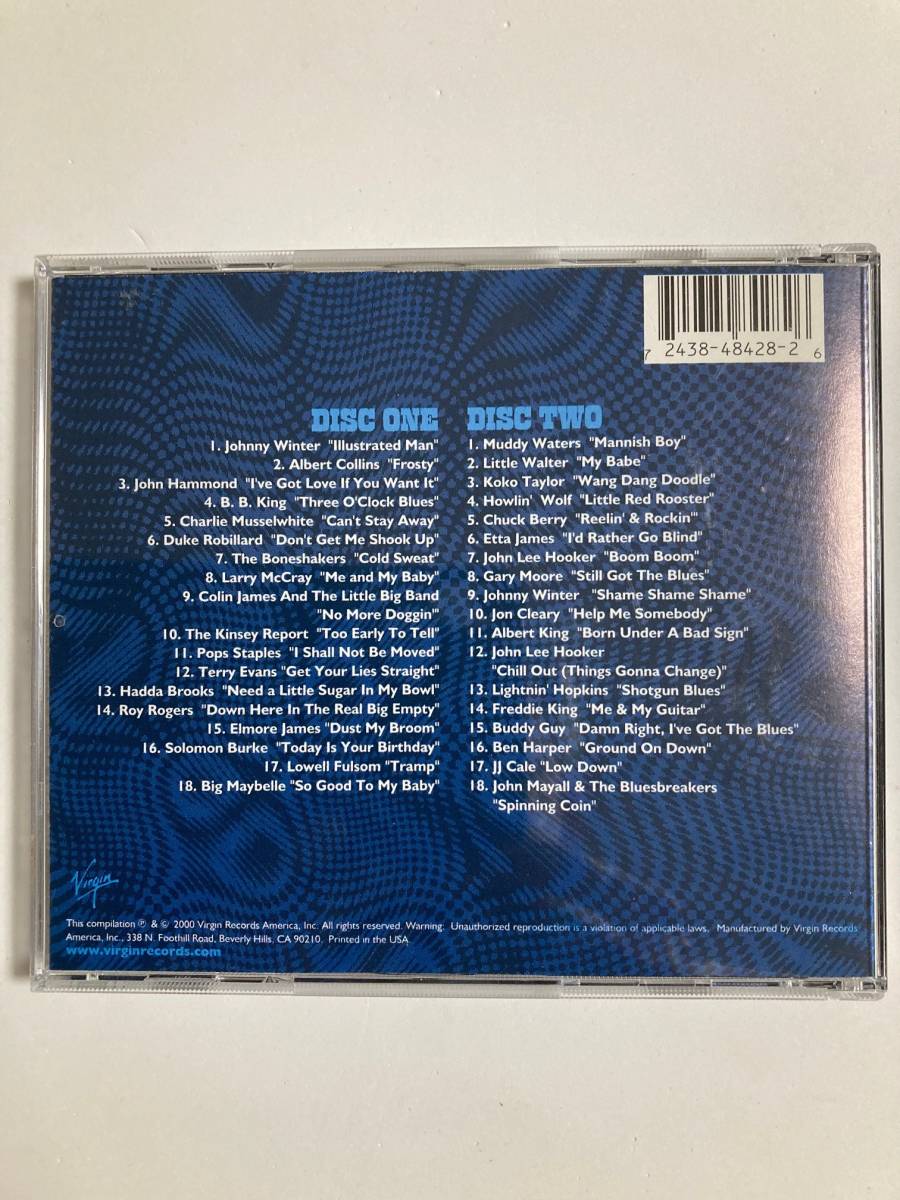 7 2438-48428-2 6
DISC ONE
1. Johnny Winter "Illustrated Man"
2. Albert Collins "Frosty"
3. John Hammond "I've Got Love If You Want It"
4. B. B. King "Three O'Clock Blues"
5. Charlie Musselwhite "Can't Stay Away"
6. Duke Robillard "Don't Get Me Shook Up"
7. The Boneshakers "Cold Sweat"
8. Larry McCray "Me and My Baby"
9. Colin James And The Little Big Band
"No More Doggin'"
10. The Kinsey Report "Too Early To Tell"
11. Pops Staples "I Shall Not Be Moved"
12. Terry Evans "Get Your Lies Straight"
13. Hadda Brooks "Need a Little Sugar In My Bowl"
14. Roy Rogers "Down Here In The Real Big Empty"
15. Elmore James "Dust My Broom"
16. Solomon Burke "Today Is Your Birthday"
17. Lowell Fulsom "Tramp"
18. Big Maybelle "So Good To My Baby"
DISC TWO
1. Muddy Waters "Mannish Boy"
2. Little Walter "My Babe"
3. Koko Taylor "Wang Dang Doodle"
4. Howlin' Wolf "Little Red Rooster"
5. Chuck Berry "Reelin' & Rockin'"
6. Etta James "I'd Rather Go Blind"
7. John Lee Hooker "Boom Boom"
8. Gary Moore "Still Got The Blues"
9. Johnny Winter "Shame Shame Shame"
10. Jon Cleary "Help Me Somebody"
11. Albert King "Born Under A Bad Sign"
12. John Lee Hooker
"Chill Out (Things Gonna Change)"
13. Lightnin' Hopkins "Shotgun Blues"
14. Freddie King "Me & My Guitar"
15. Buddy Guy "Damn Right, I've Got The Blues"
16. Ben Harper "Ground On Down"
17. JJ Cale "Low Down"
18. John Mayall & The Bluesbreakers
"Spinning Coin"
Virgin
This compilation ℗ & © 2000 Virgin Records America, Inc. All rights reserved. Warning: Unauthorized reproduction is a violation of applicable laws. Manufactured by Virgin Records
America, Inc., 338 N. Foothill Road, Beverly Hills, CA 90210. Printed in the USA.
www.virginrecords.com